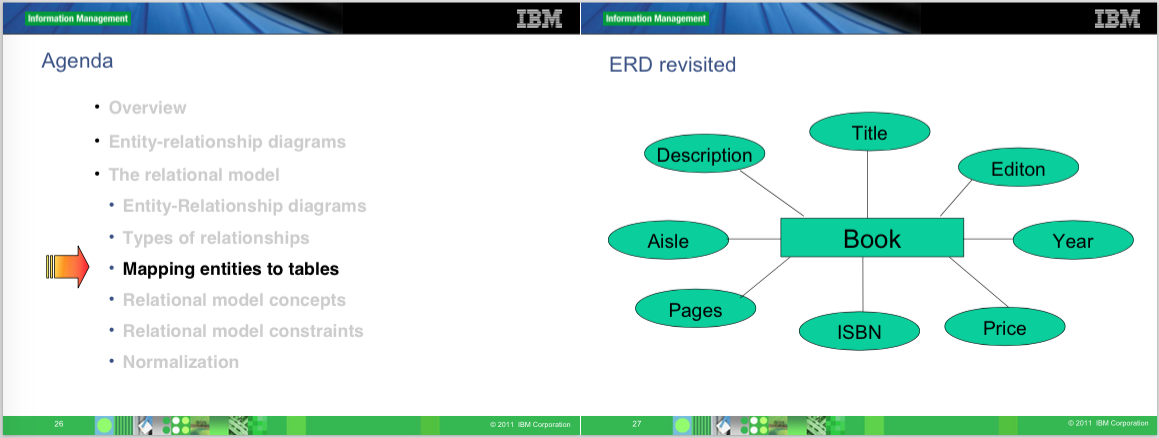 Information Management
IBM
Agenda
• Overview
• Entity-relationship diagrams
• The relational model
• Entity-Relationship diagrams
• Types of relationships
• Mapping entities to tables
• Relational model concepts
• Relational model constraints
• Normalization
26
© 2011 IBM Corporation
Information Management
IBM
ERD revisited
Title
Description
Editon
Aisle
Book
Year
Pages
ISBN
Price
27
© 2011 IBM Corporation